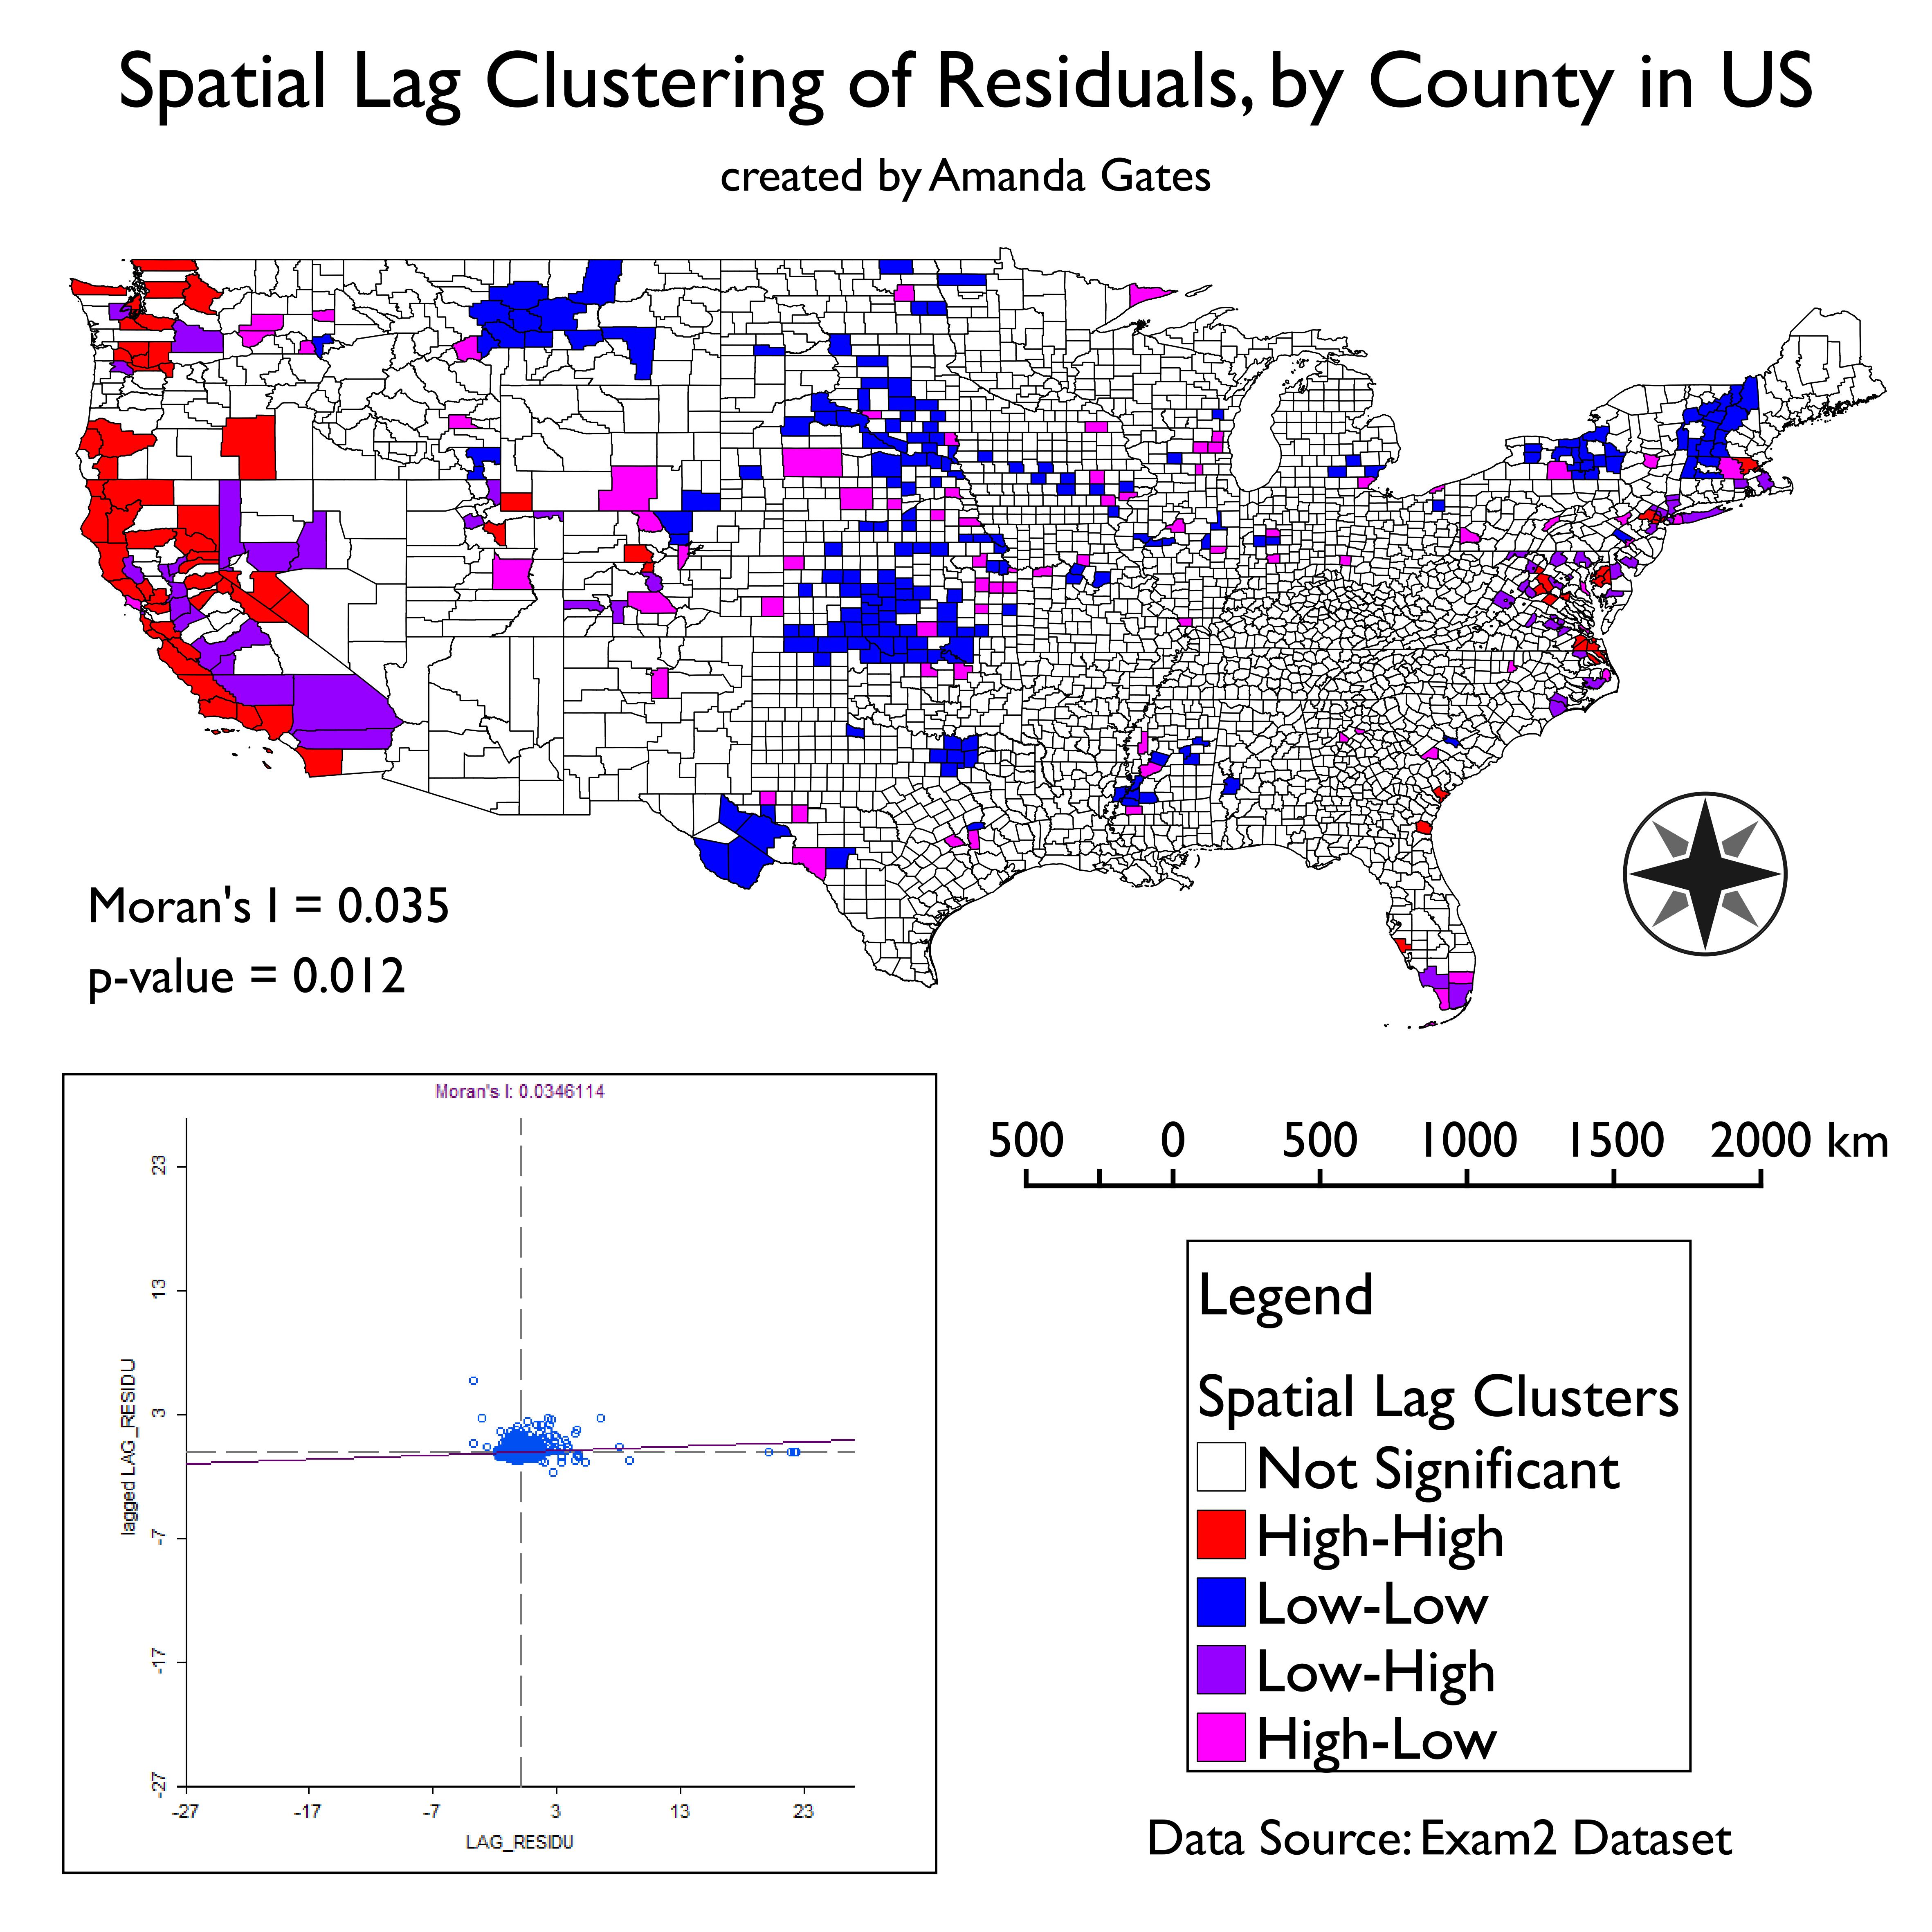 Spatial Lag Clustering of Residuals, by County in US
created by Amanda Gates
Moran's I = 0.035
p-value = 0.012
Moran's I: 0.0346114
23
13
3
-7
-17
-27
lagged LAG_RESIDU
-27 -17 -7 3 13 23
LAG_RESIDU
500 0 500 1000 1500 2000 km
Legend
Spatial Lag Clusters
Not Significant
High-High
Low-Low
Low-High
High-Low
Data Source: Exam2 Dataset